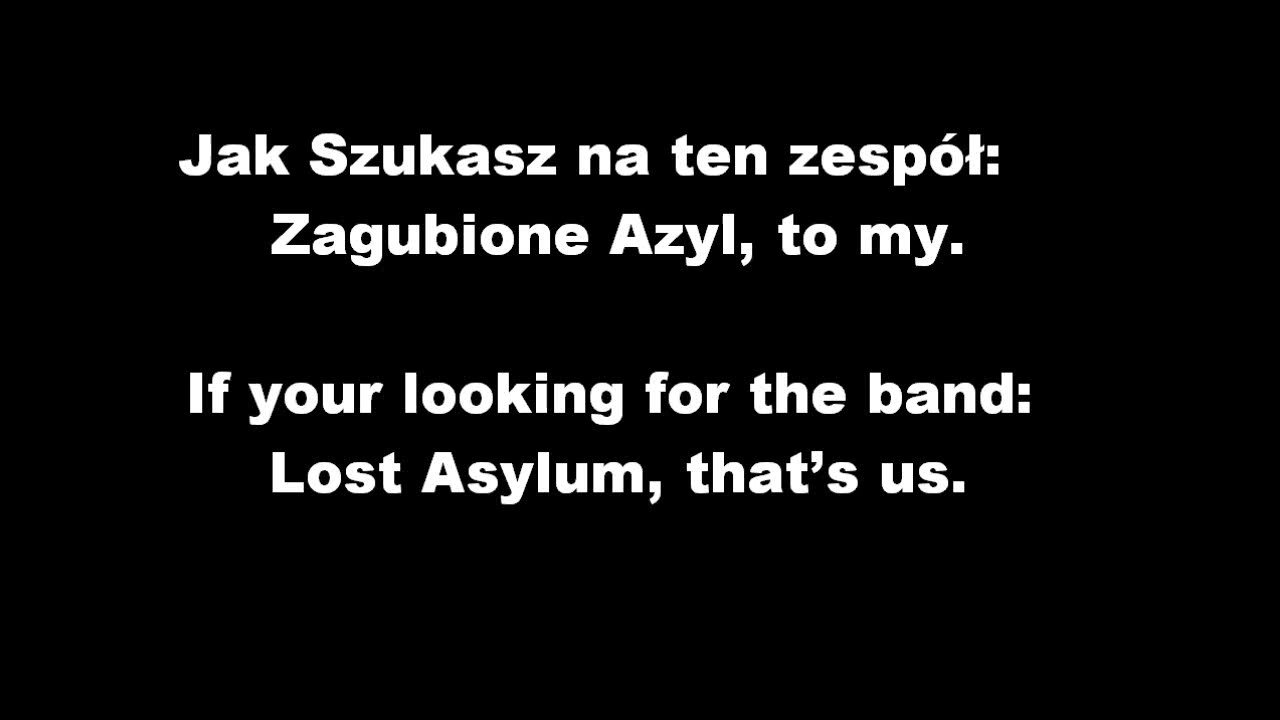 Jak Szukasz na ten zespół:
Zagubione Azyl, to my.
If your looking for the band:
Lost Asylum, that’s us.